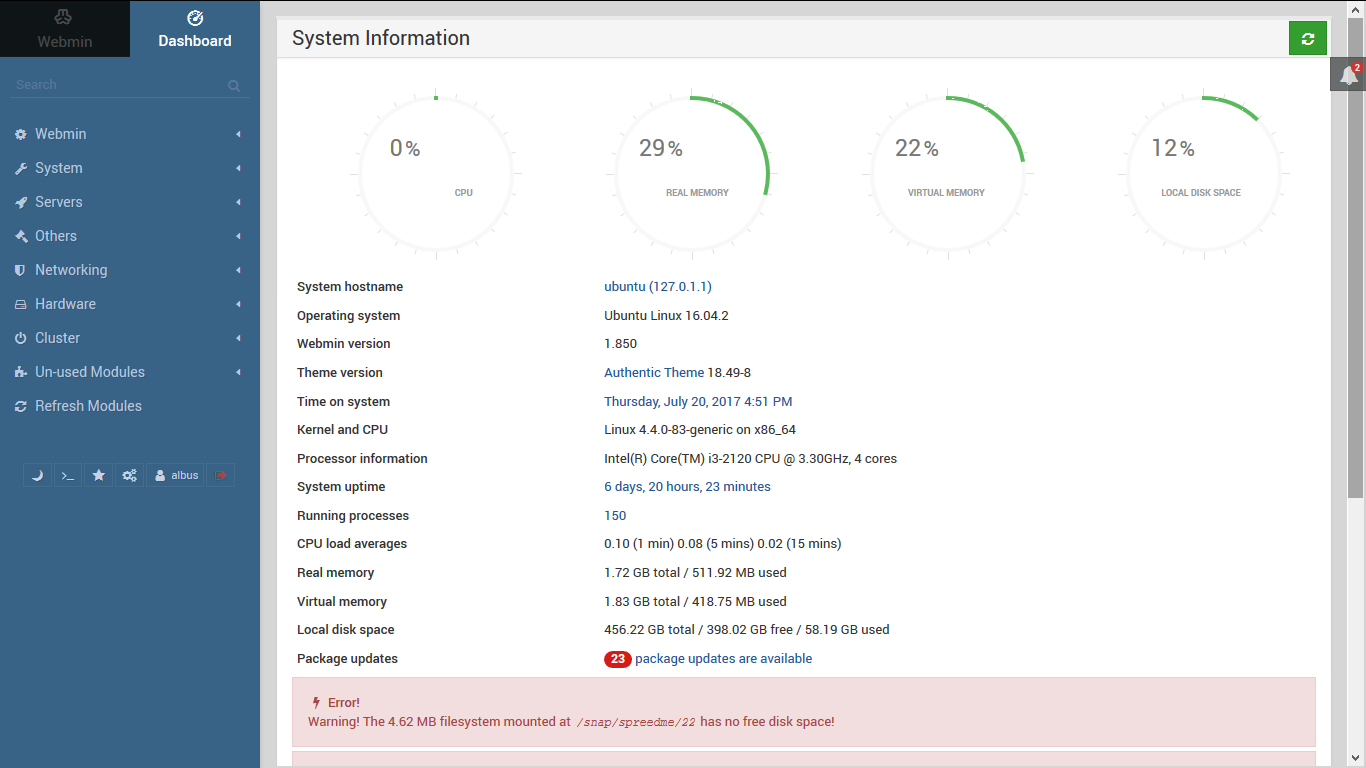 Webmin
Dashboard
Search
Webmin
System
Servers
Others
Networking
Hardware
Cluster
Un-used Modules
Refresh Modules
albus
System Information
2
0%
CPU
29%
REAL MEMORY
22%
VIRTUAL MEMORY
12%
LOCAL DISK SPACE
System hostname ubuntu (127.0.1.1)
Operating system Ubuntu Linux 16.04.2
Webmin version 1.850
Theme version Authentic Theme 18.49-8
Time on system Thursday, July 20, 2017 4:51 PM
Kernel and CPU Linux 4.4.0-83-generic on x86_64
Processor information Intel(R) Core(TM) i3-2120 CPU @ 3.30GHz, 4 cores
System uptime 6 days, 20 hours, 23 minutes
Running processes 150
CPU load averages 0.10 (1 min) 0.08 (5 mins) 0.02 (15 mins)
Real memory 1.72 GB total / 511.92 MB used
Virtual memory 1.83 GB total / 418.75 MB used
Local disk space 456.22 GB total / 398.02 GB free / 58.19 GB used
Package updates 23 package updates are available
Error!
Warning! The 4.62 MB filesystem mounted at /snap/spreedme/22 has no free disk space!